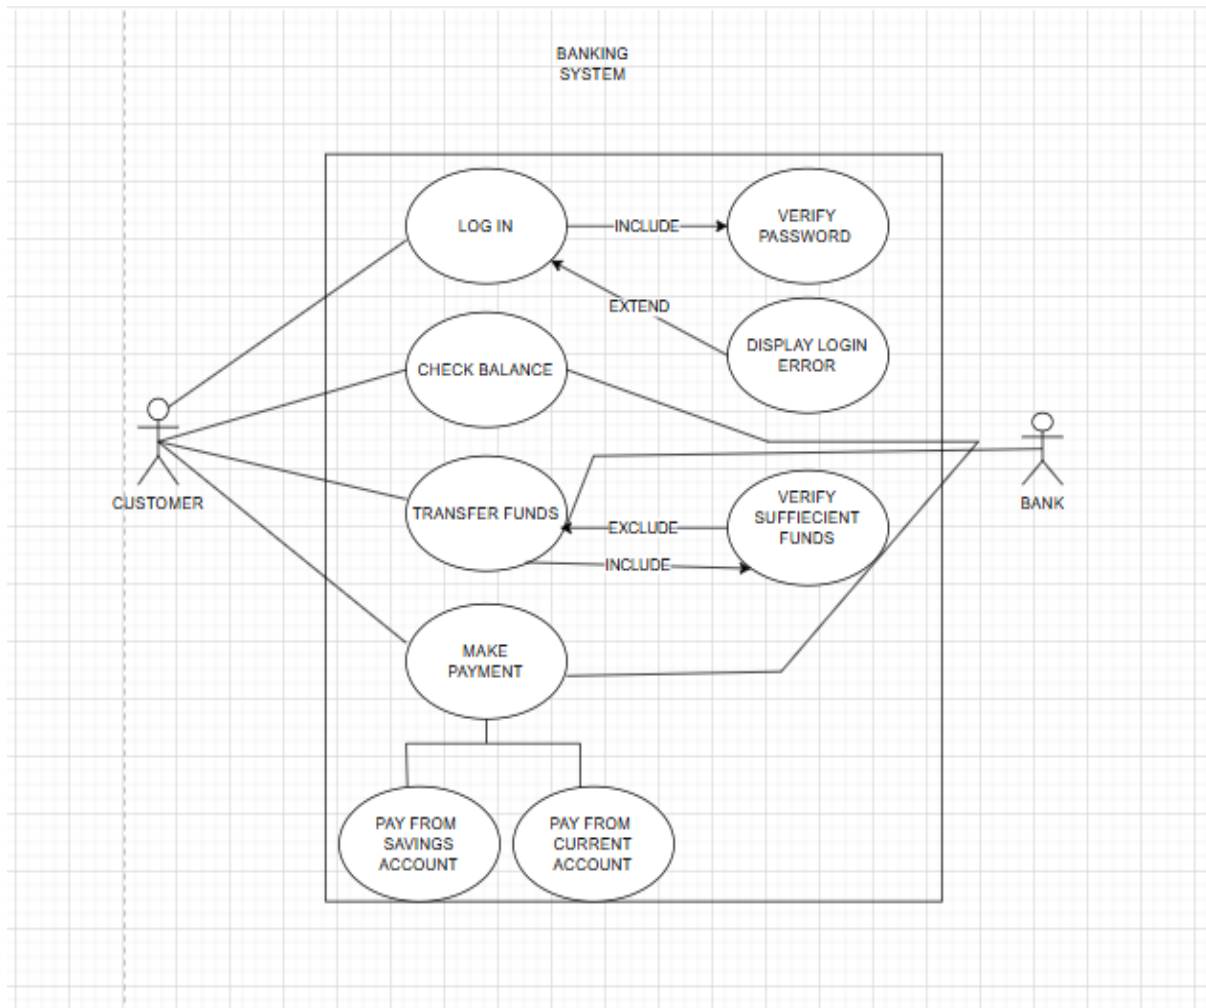 BANKING
SYSTEM
LOG IN
INCLUDE
VERIFY
PASSWORD
EXTEND
DISPLAY LOGIN
ERROR
CHECK BALANCE
CUSTOMER
BANK
TRANSFER FUNDS
EXCLUDE
INCLUDE
VERIFY
SUFFIECIENT
FUNDS
MAKE
PAYMENT
PAY FROM
SAVINGS
ACCOUNT
PAY FROM
CURRENT
ACCOUNT